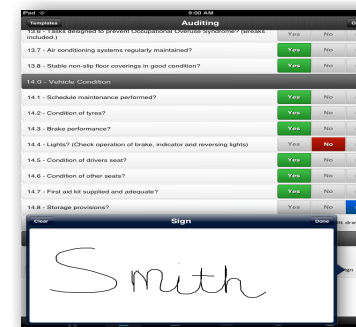 iPad 9:00 AM
Templates Auditing
13.6 - Tasks designed to prevent Occupational Overuse Syndrome? (Breaks included.) Yes No
13.7 - Air conditioning systems regularly maintained? Yes No
13.8 - Stable non-slip floor coverings in good condition? Yes No
14.0 - Vehicle Condition
14.1 - Schedule maintenance performed? Yes No
14.2 - Condition of tyres? Yes No
14.3 - Brake performance? Yes No
14.4 - Lights? (Check operation of brake, indicator and reversing lights) Yes No
14.5 - Condition of drivers seat? Yes No
14.6 - Condition of other seats? Yes No
14.7 - First aid kit supplied and adequate? Yes No
14.8 - Storage provisions? Yes No
Clear Sign Done
Smith